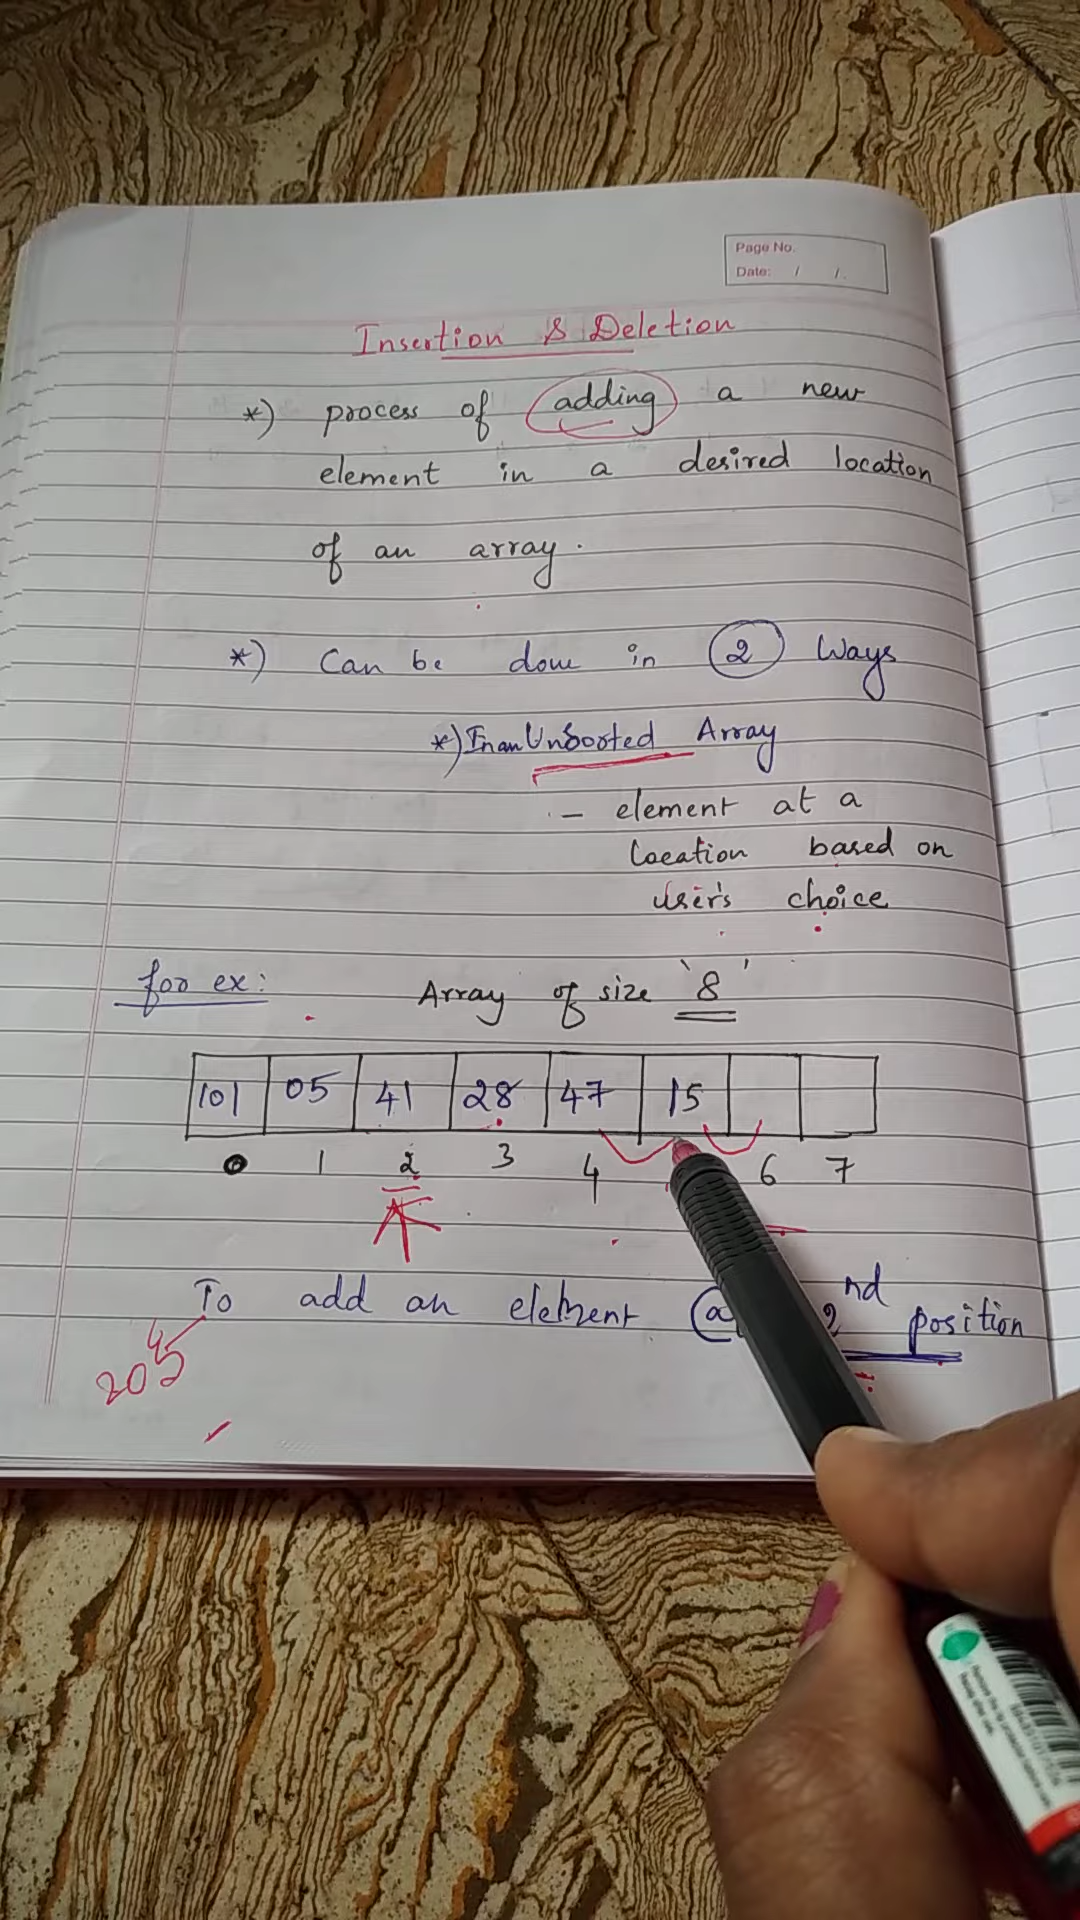 Page No.
Date: / /
Insertion & Deletion
*) process of adding a new
element in a desired location
of an array.
*) Can be done in 2 Ways
*) In an Unsorted Array
- element at a
location based on
user's choice
for ex: Array of size '8'
101 05 41 28 47 15
0 1 2 3 4 6 7
To add an element @ 2nd position
205